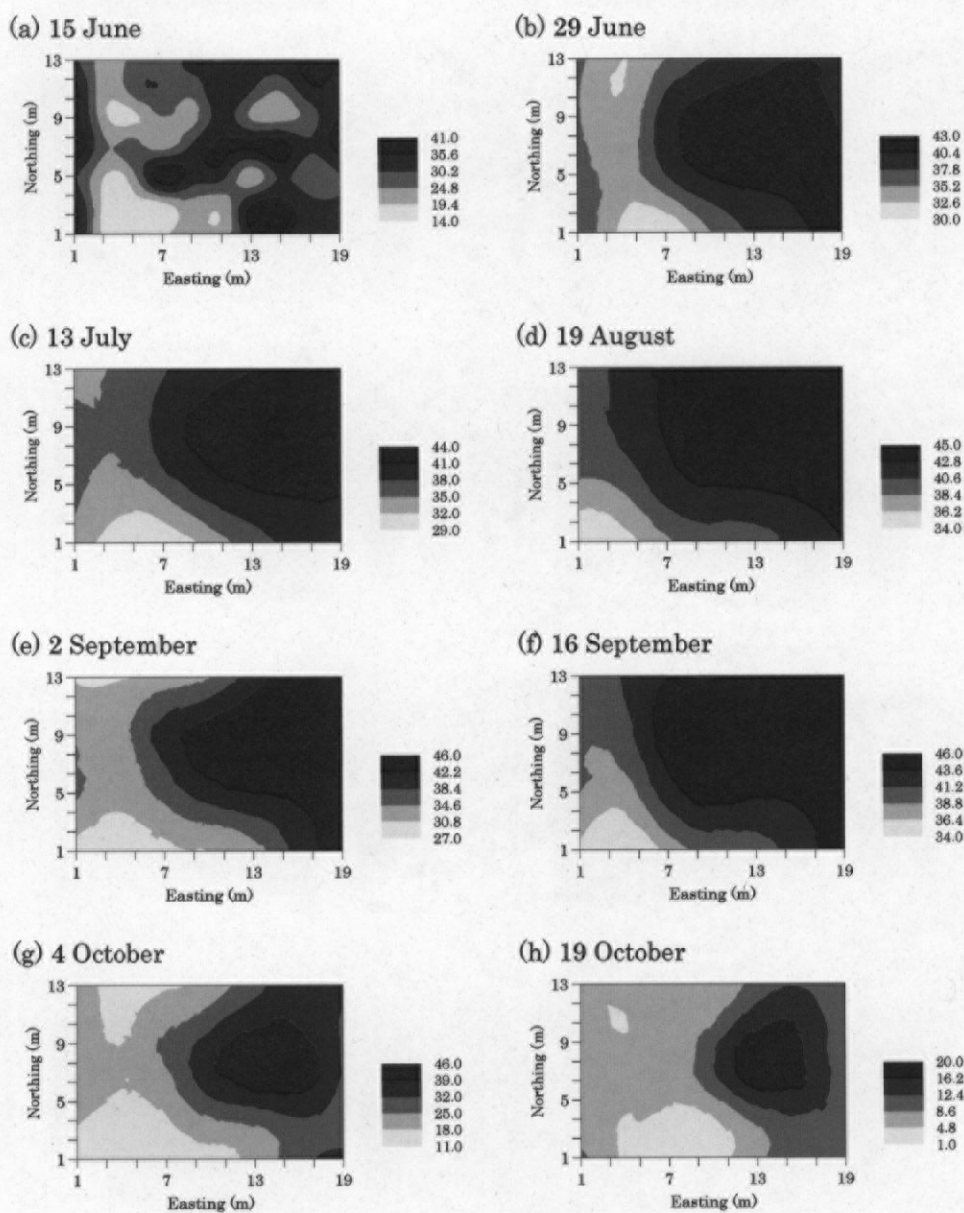 (a) 15 June
13
9
5
1
Northing (m)
1 7 13 19
Easting (m)
41.0
35.6
30.2
24.8
19.4
14.0
(b) 29 June
13
9
5
1
Northing (m)
1 7 13 19
Easting (m)
43.0
40.4
37.8
35.2
32.6
30.0
(c) 13 July
13
9
5
1
Northing (m)
1 7 13 19
Easting (m)
44.0
41.0
38.0
35.0
32.0
29.0
(d) 19 August
13
9
5
1
Northing (m)
1 7 13 19
Easting (m)
45.0
42.8
40.6
38.4
36.2
34.0
(e) 2 September
13
9
5
1
Northing (m)
1 7 13 19
Easting (m)
46.0
42.2
38.4
34.6
30.8
27.0
(f) 16 September
13
9
5
1
Northing (m)
1 7 13 19
Easting (m)
46.0
43.6
41.2
38.8
36.4
34.0
(g) 4 October
13
9
5
1
Northing (m)
1 7 13 19
Easting (m)
46.0
39.0
32.0
25.0
18.0
11.0
(h) 19 October
13
9
5
1
Northing (m)
1 7 13 19
Easting (m)
20.0
16.2
12.4
8.6
4.8
1.0